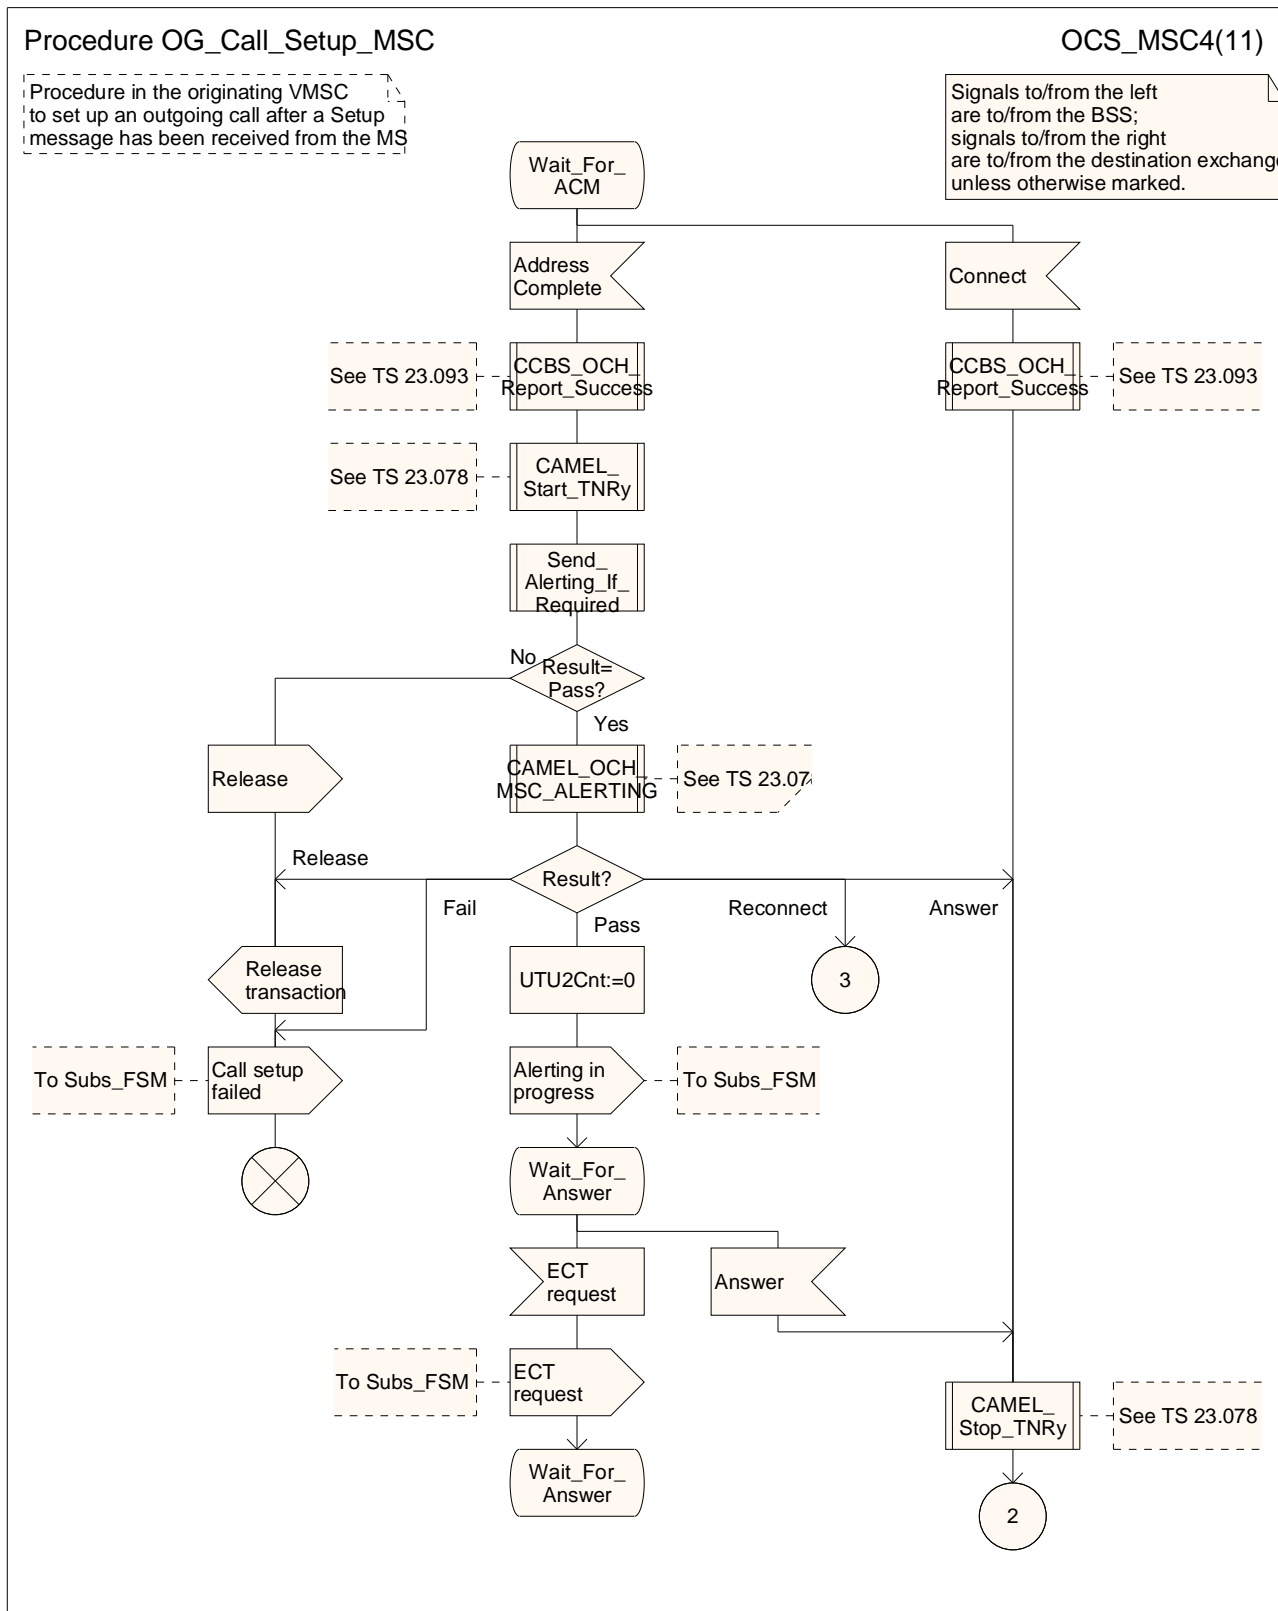 Procedure OG_Call_Setup_MSC
OCS_MSC4(11)
Procedure in the originating VMSC
to set up an outgoing call after a Setup
message has been received from the MS
Signals to/from the left
are to/from the BSS;
signals to/from the right
are to/from the destination exchange
unless otherwise marked.
Wait_For_
ACM
Address
Complete
Connect
See TS 23.093
CCBS_OCH_
Report_Success
CCBS_OCH_
Report_Success
See TS 23.093
See TS 23.078
CAMEL_
Start_TNRy
Send_
Alerting_If_
Required
No
Result=
Pass?
Yes
Release
CAMEL_OCH_
MSC_ALERTING
See TS 23.07
Release
Result?
Fail
Reconnect
Answer
Pass
Release
transaction
UTU2Cnt:=0
3
To Subs_FSM
Call setup
failed
Alerting in
progress
To Subs_FSM
Wait_For_
Answer
ECT
request
Answer
To Subs_FSM
ECT
request
CAMEL_
Stop_TNRy
See TS 23.078
Wait_For_
Answer
2